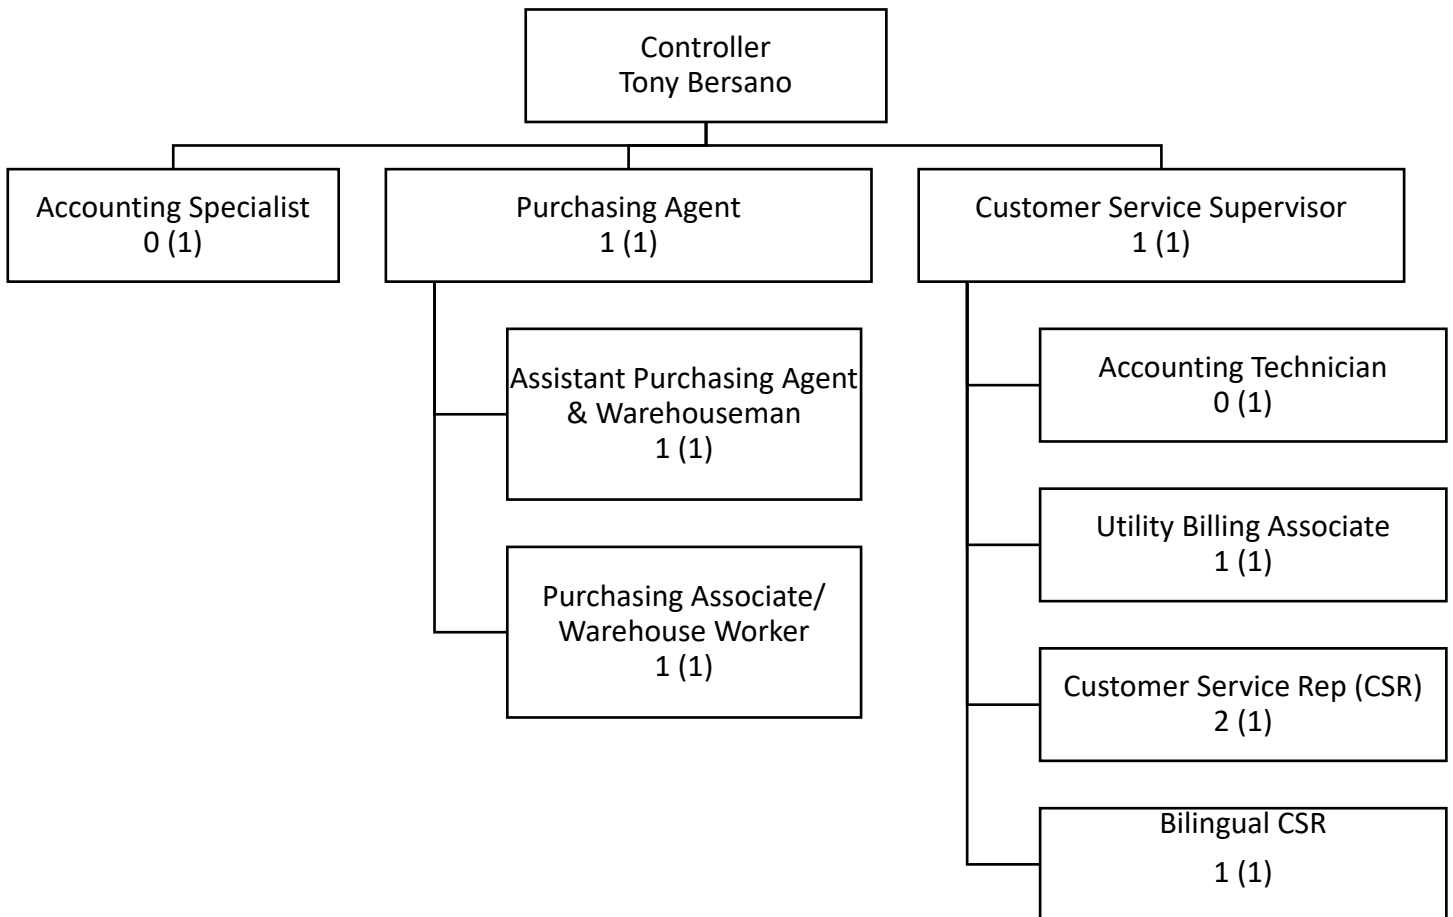 Controller
Tony Bersano
Accounting Specialist
0 (1)
Purchasing Agent
1 (1)
Customer Service Supervisor
1 (1)
Assistant Purchasing Agent
& Warehouseman
1 (1)
Purchasing Associate/
Warehouse Worker
1 (1)
Accounting Technician
0 (1)
Utility Billing Associate
1 (1)
Customer Service Rep (CSR)
2 (1)
Bilingual CSR
1 (1)